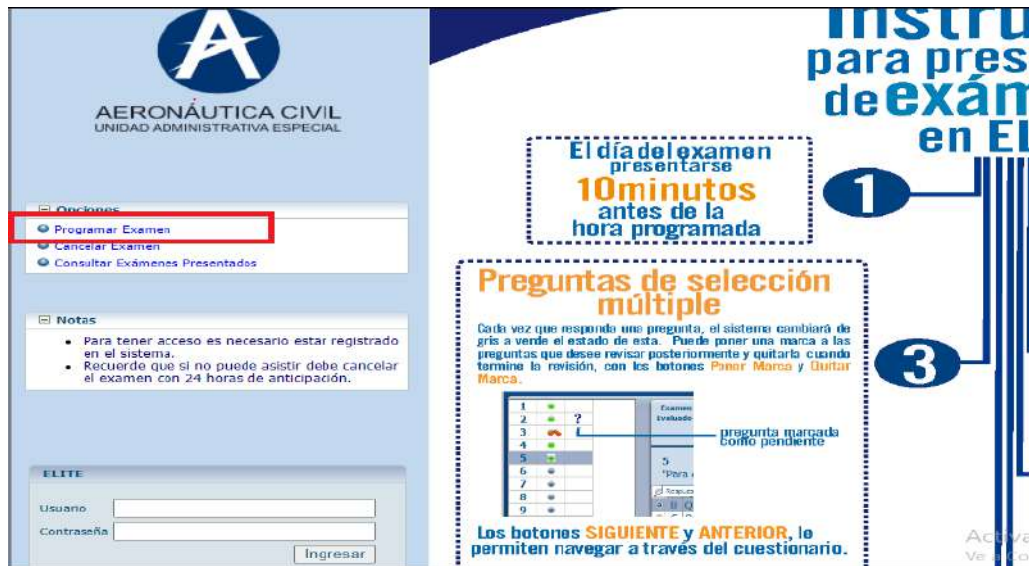 AERONÁUTICA CIVIL
UNIDAD ADMINISTRATIVA ESPECIAL
Opciones
Programar Examen
Cancelar Examen
Consultar Exámenes Presentados
Notas
Para tener acceso es necesario estar registrado
en el sistema.
Recuerde que si no puede asistir debe cancelar
el examen con 24 horas de anticipación.
ELITE
Usuario
Contraseña
Ingresar
para
de
en
El día del examen
presentarse
10minutos
antes de la
hora programada
1
Preguntas de selección
múltiple
Cada vez que responda una pregunta, el sistema cambiará de
gris a verde el estado de esta. Puede poner una marca a las
preguntas que desee revisar posteriormente y quitarla cuando
termine la revisión, con los botones Poner Marca y Quitar
Marca.
3
1
2 ?
3
4
5
6
7
8
9
Examen
Evaluado
5
"Para
pregunta marcada
como pendiente
Los botones SIGUIENTE y ANTERIOR, le
permiten navegar a través del cuestionario.